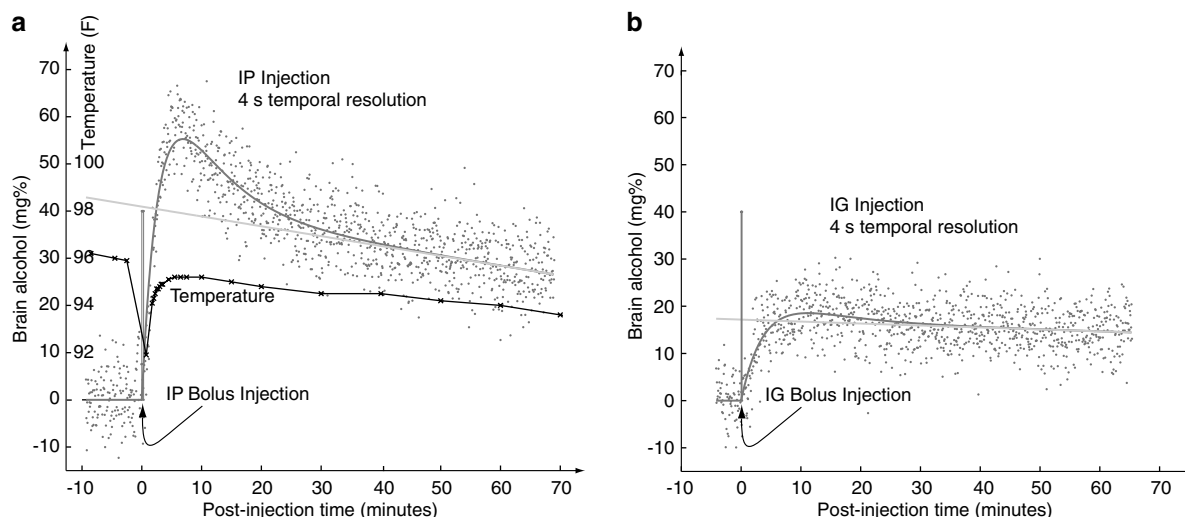 a
Temperature (F)
Brain alcohol (mg%)
70
60
50
40
30
20
10
0
-10
100
98
96
94
92
IP Injection
4 s temporal resolution
Temperature
IP Bolus Injection
-10 0 10 20 30 40 50 60 70
Post-injection time (minutes)
b
Brain alcohol (mg%)
70
60
50
40
30
20
10
0
-10
IG Injection
4 s temporal resolution
IG Bolus Injection
-10 0 10 20 30 40 50 60 70
Post-injection time (minutes)